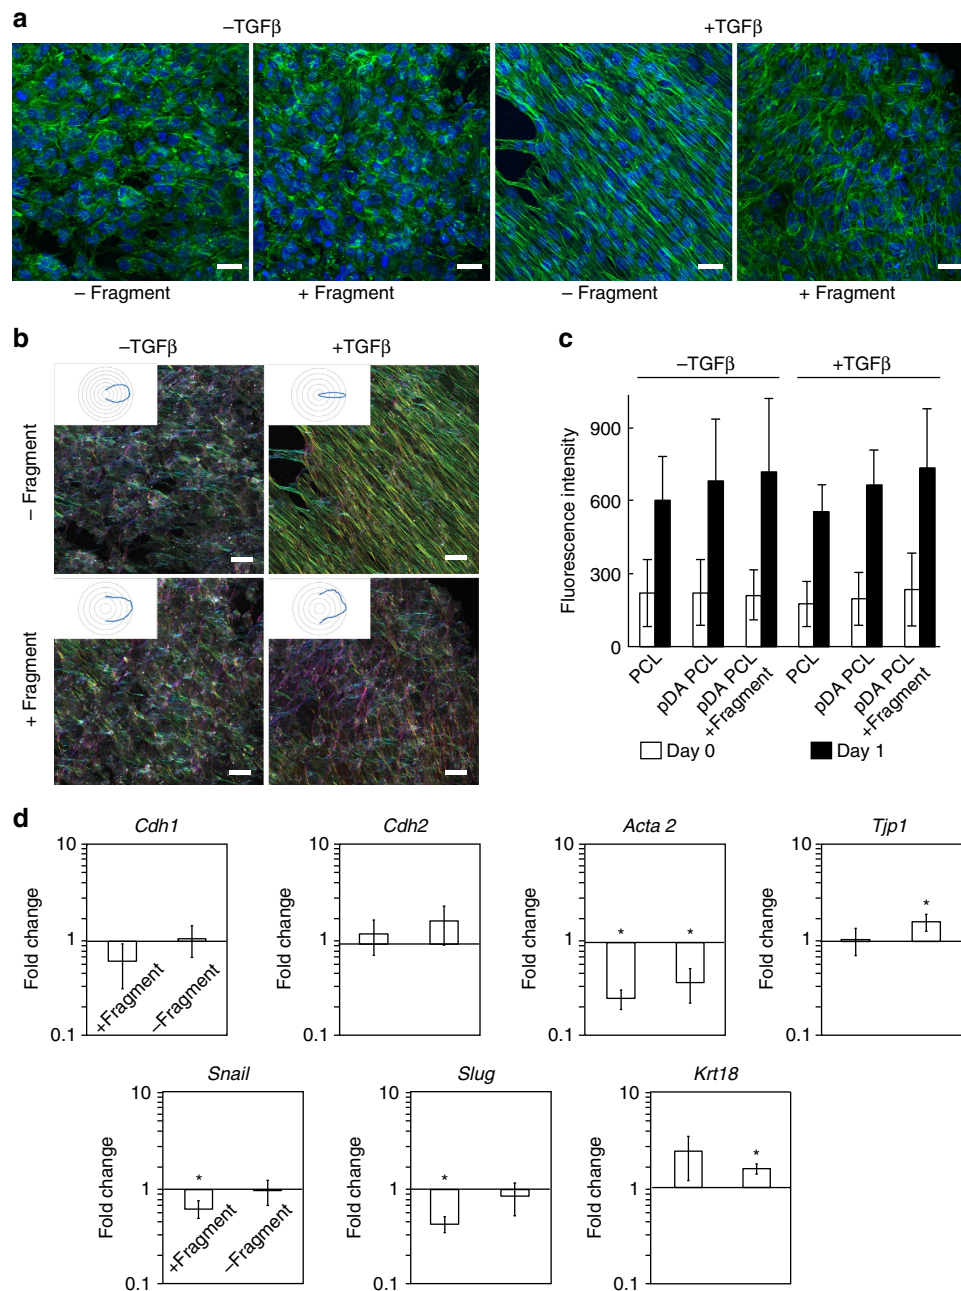 a
–TGFβ
+TGFβ
– Fragment
+ Fragment
– Fragment
+ Fragment
b
–TGFβ
+TGFβ
– Fragment
+ Fragment
c
–TGFβ
+TGFβ
Fluorescence intensity
900
600
300
0
PCL
pDA PCL
pDA PCL
+Fragment
PCL
pDA PCL
pDA PCL
+Fragment
Day 0
Day 1
d
Cdh1
Fold change
10
1
0.1
+Fragment
–Fragment
Cdh2
Fold change
10
1
0.1
Acta 2
Fold change
10
1
0.1
*
*
Tjp1
Fold change
10
1
0.1
*
Snail
Fold change
10
1
0.1
*
+Fragment
–Fragment
Slug
Fold change
10
1
0.1
*
Krt18
Fold change
10
1
0.1
*